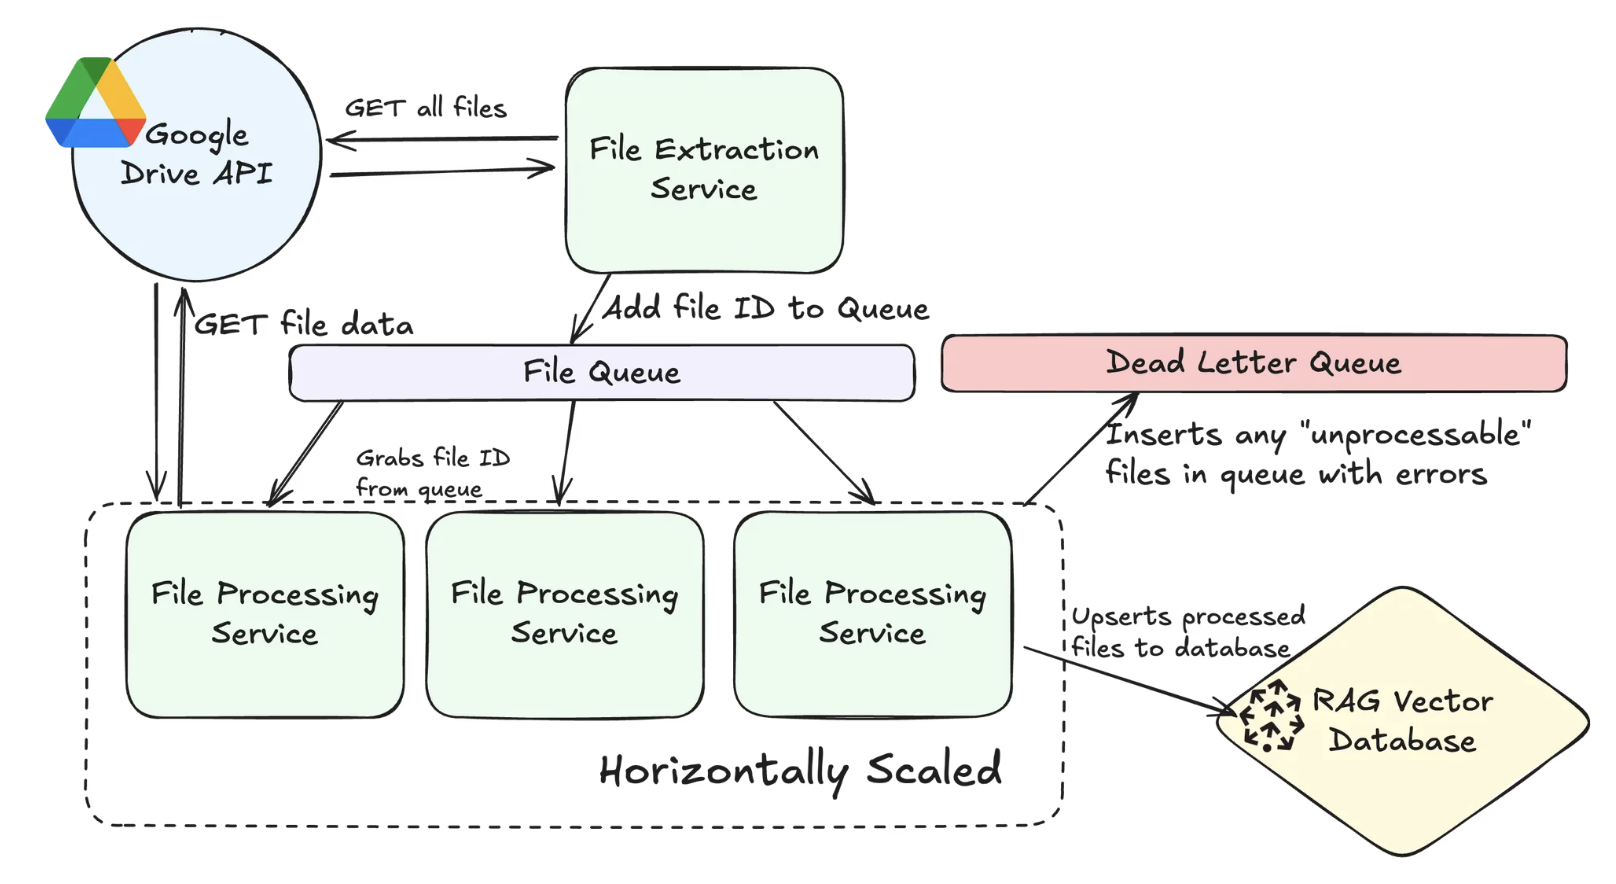 Google
Drive API
GET all files
File Extraction
Service
GET file data
Add file ID to Queue
File Queue
Dead Letter Queue
Grabs file ID
from queue
Inserts any "unprocessable"
files in queue with errors
File Processing
Service
File Processing
Service
File Processing
Service
Upserts processed
files to database
RAG Vector
Database
Horizontally Scaled